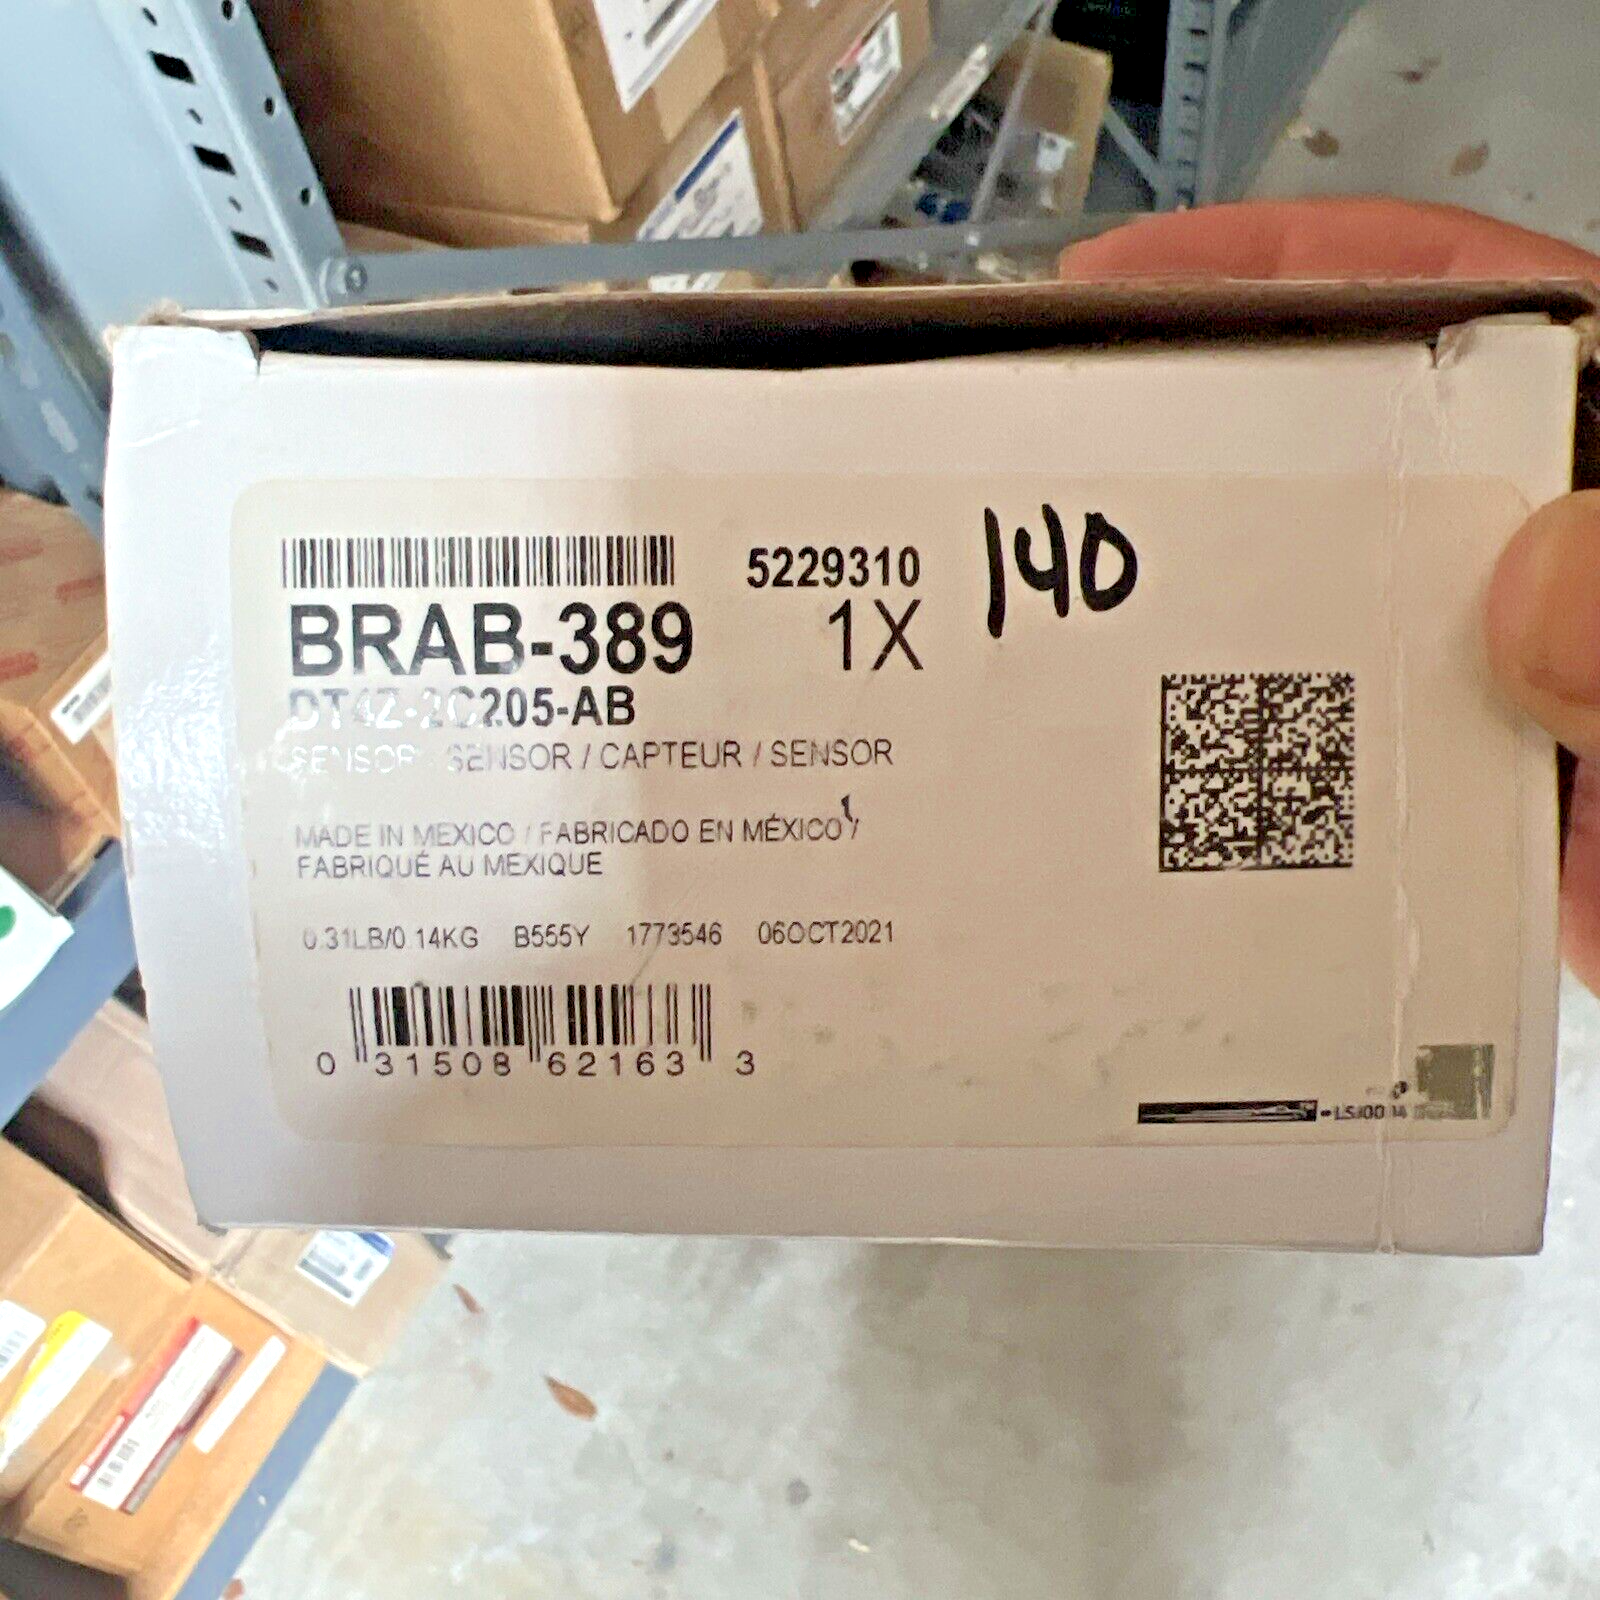 5229310
140
BRAB-389
1X
DT4Z-2C205-AB
SENSOR / SENSOR / CAPTEUR / SENSOR
MADE IN MEXICO / FABRICADO EN MÉXICO /
FABRIQUÉ AU MEXIQUE
0.31LB/0.14KG B555Y 1773546 06OCT2021
0 31508 62163 3